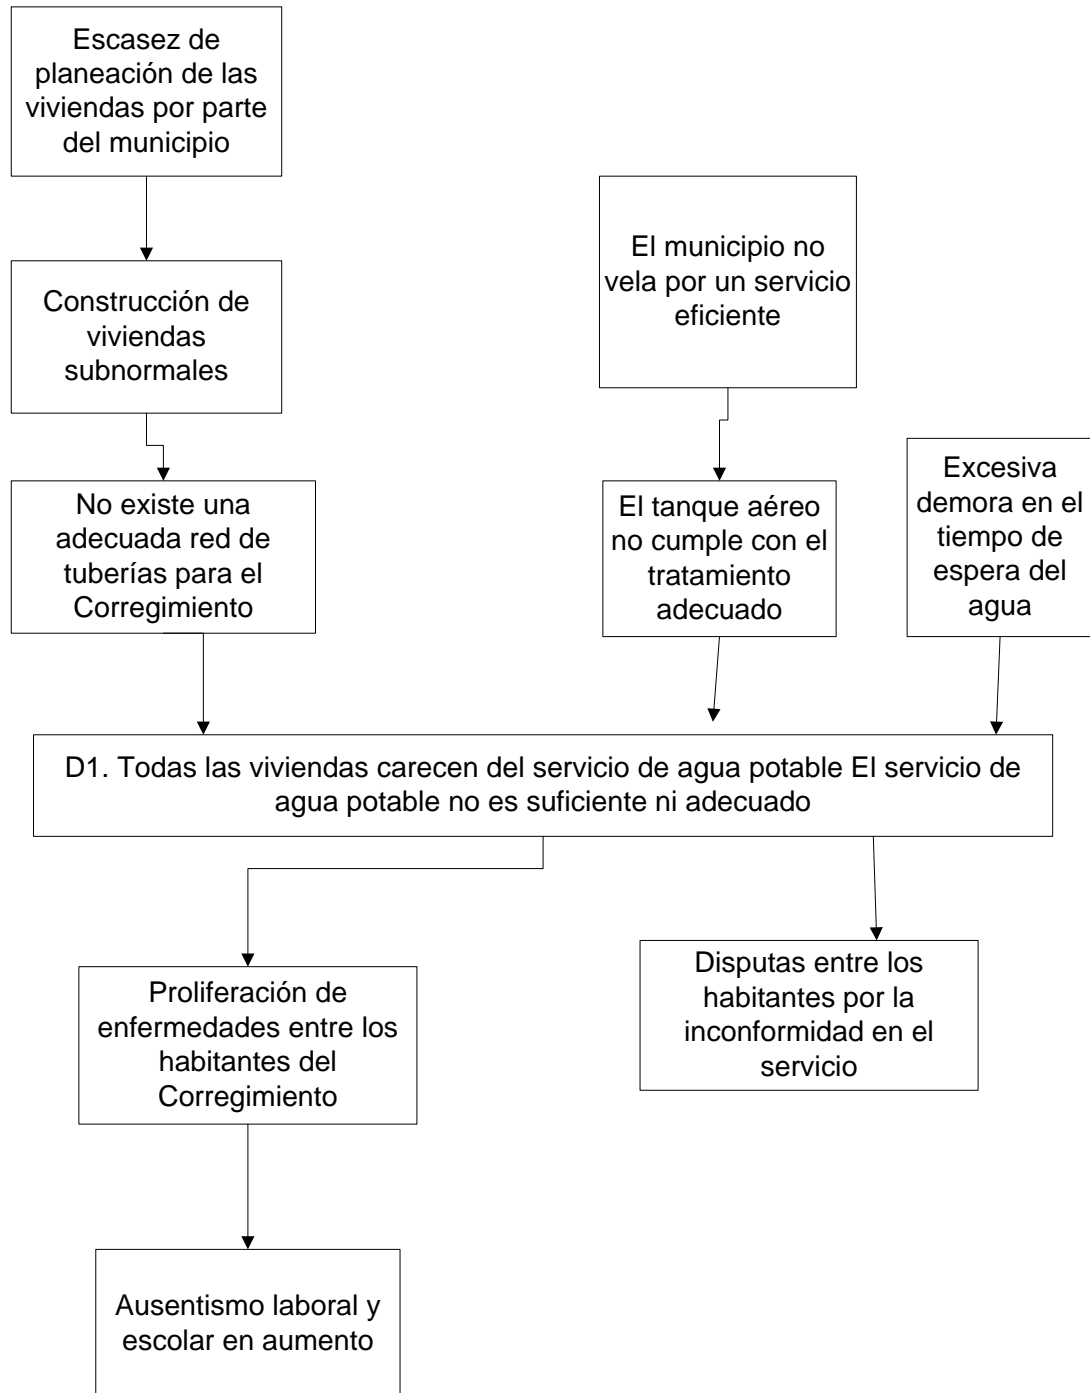 Escasez de
planeación de las
viviendas por parte
del municipio
El municipio no
vela por un servicio
eficiente
Construcción de
viviendas
subnormales
Excesiva
demora en el
tiempo de
espera del
agua
No existe una
adecuada red de
tuberías para el
Corregimiento
El tanque aéreo
no cumple con el
tratamiento
adecuado
D1. Todas las viviendas carecen del servicio de agua potable El servicio de
agua potable no es suficiente ni adecuado
Proliferación de
enfermedades entre los
habitantes del
Corregimiento
Disputas entre los
habitantes por la
inconformidad en el
servicio
Ausentismo laboral y
escolar en aumento